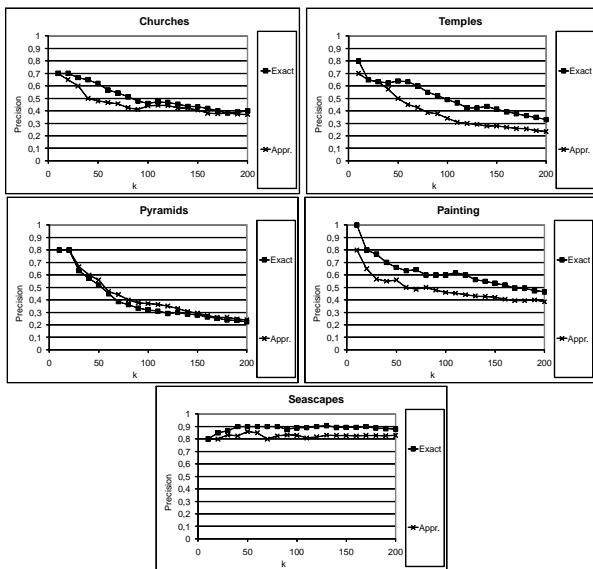 Churches
1
0,9
0,8
0,7
0,6
0,5
0,4
0,3
0,2
0,1
0
Precision
0 50 100 150 200
k
Exact
Appr.
Temples
1
0,9
0,8
0,7
0,6
0,5
0,4
0,3
0,2
0,1
0
Precision
0 50 100 150 200
k
Exact
Appr.
Pyramids
1
0,9
0,8
0,7
0,6
0,5
0,4
0,3
0,2
0,1
0
Precision
0 50 100 150 200
k
Exact
Appr.
Painting
1
0,9
0,8
0,7
0,6
0,5
0,4
0,3
0,2
0,1
0
Precision
0 50 100 150 200
k
Exact
Appr.
Seascapes
1
0,9
0,8
0,7
0,6
0,5
0,4
0,3
0,2
0,1
0
Precision
0 50 100 150 200
k
Exact
Appr.